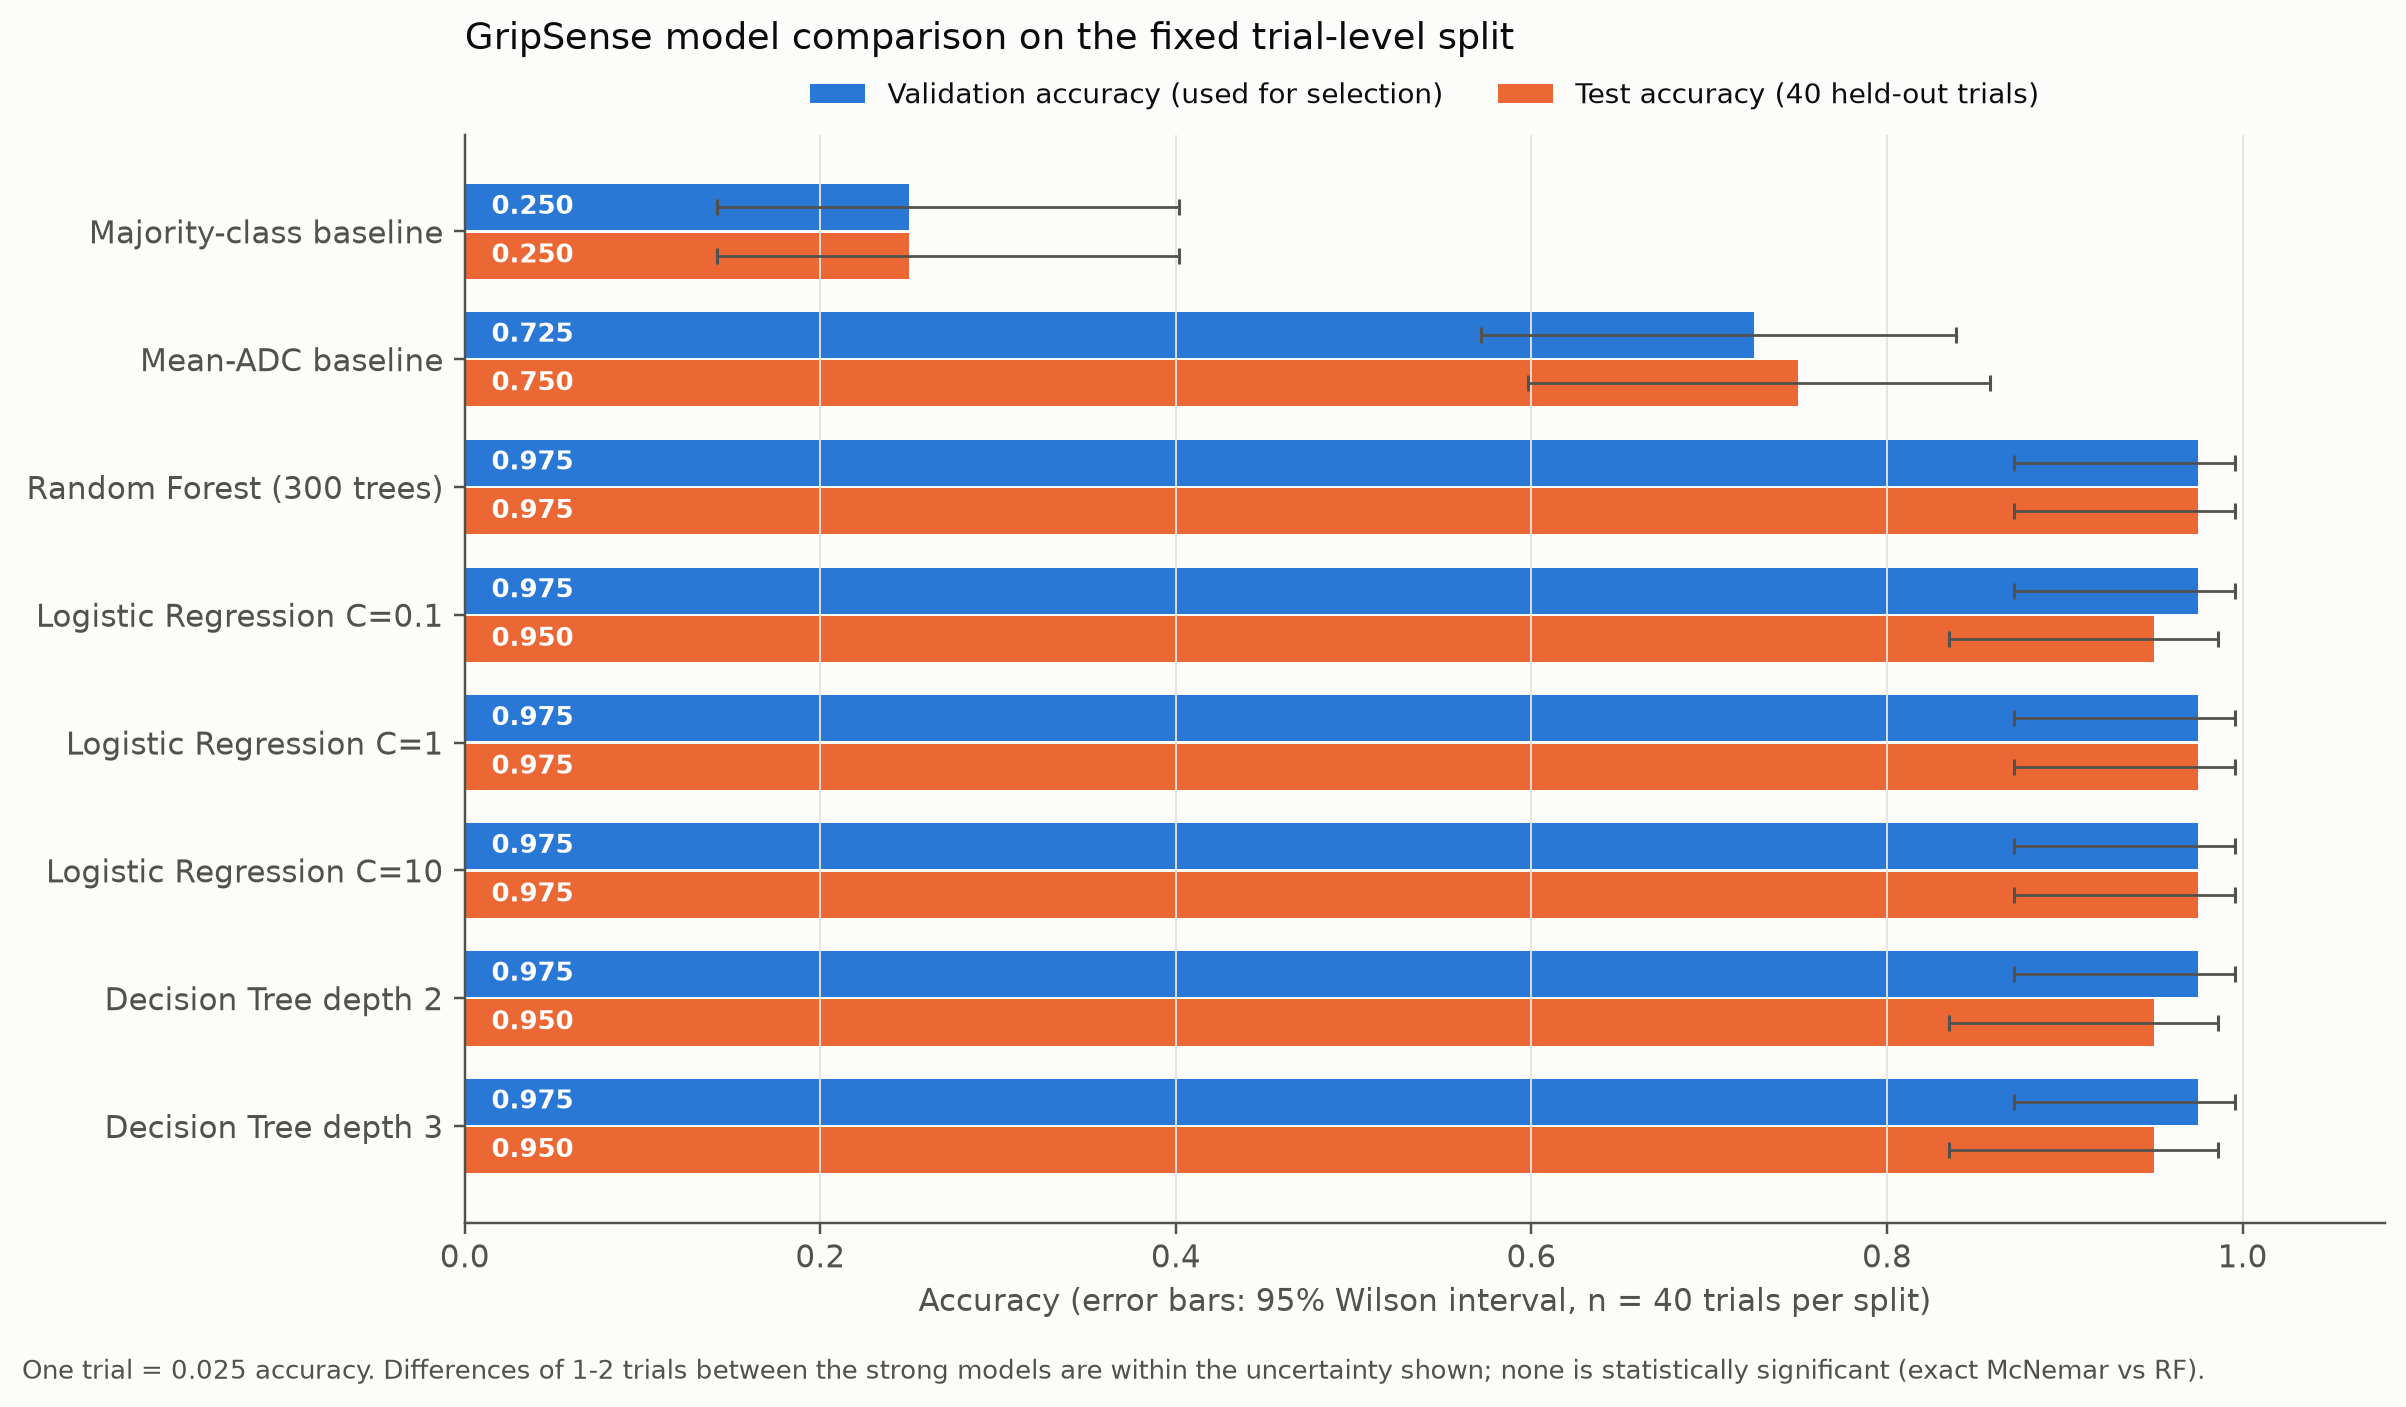 GripSense model comparison on the fixed trial-level split
Validation accuracy (used for selection)
Test accuracy (40 held-out trials)
Majority-class baseline
0.250
0.250
Mean-ADC baseline
0.725
0.750
Random Forest (300 trees)
0.975
0.975
Logistic Regression C=0.1
0.975
0.950
Logistic Regression C=1
0.975
0.975
Logistic Regression C=10
0.975
0.975
Decision Tree depth 2
0.975
0.950
Decision Tree depth 3
0.975
0.950
0.0 0.2 0.4 0.6 0.8 1.0
Accuracy (error bars: 95% Wilson interval, n = 40 trials per split)
One trial = 0.025 accuracy. Differences of 1-2 trials between the strong models are within the uncertainty shown; none is statistically significant (exact McNemar vs RF).